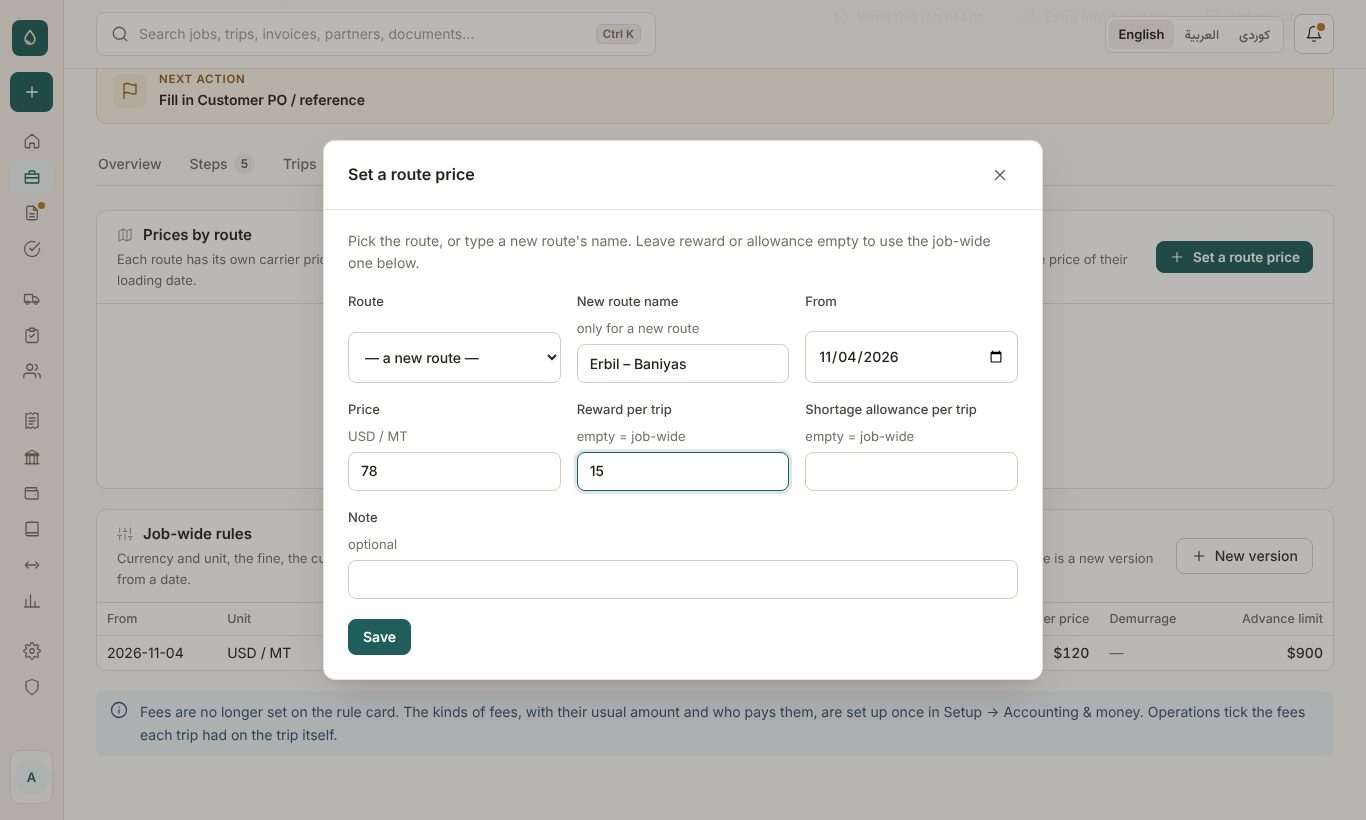 What this job needs
Search jobs, trips, invoices, partners, documents...
Ctrl K
English
العربية
کوردی
NEXT ACTION
Fill in Customer PO / reference
Overview
Steps 5
Trips
Set a route price
Prices by route
Each route has its own carrier
price of their
loading date.
+ Set a route price
Pick the route, or type a new route's name. Leave reward or allowance empty to use the job-wide
one below.
Route
New route name
From
only for a new route
— a new route —
Erbil – Baniyas
11/04/2026
Price
Reward per trip
Shortage allowance per trip
USD / MT
empty = job-wide
empty = job-wide
78
15
Note
optional
Save
Job-wide rules
Currency and unit, the fine, the
is a new version
from a date.
+ New version
From
Unit
price
Demurrage
Advance limit
2026-11-04
USD / MT
$120
—
$900
Fees are no longer set on the rule card. The kinds of fees, with their usual amount and who pays them, are set up once in Setup → Accounting & money. Operations tick the fees
each trip had on the trip itself.
A